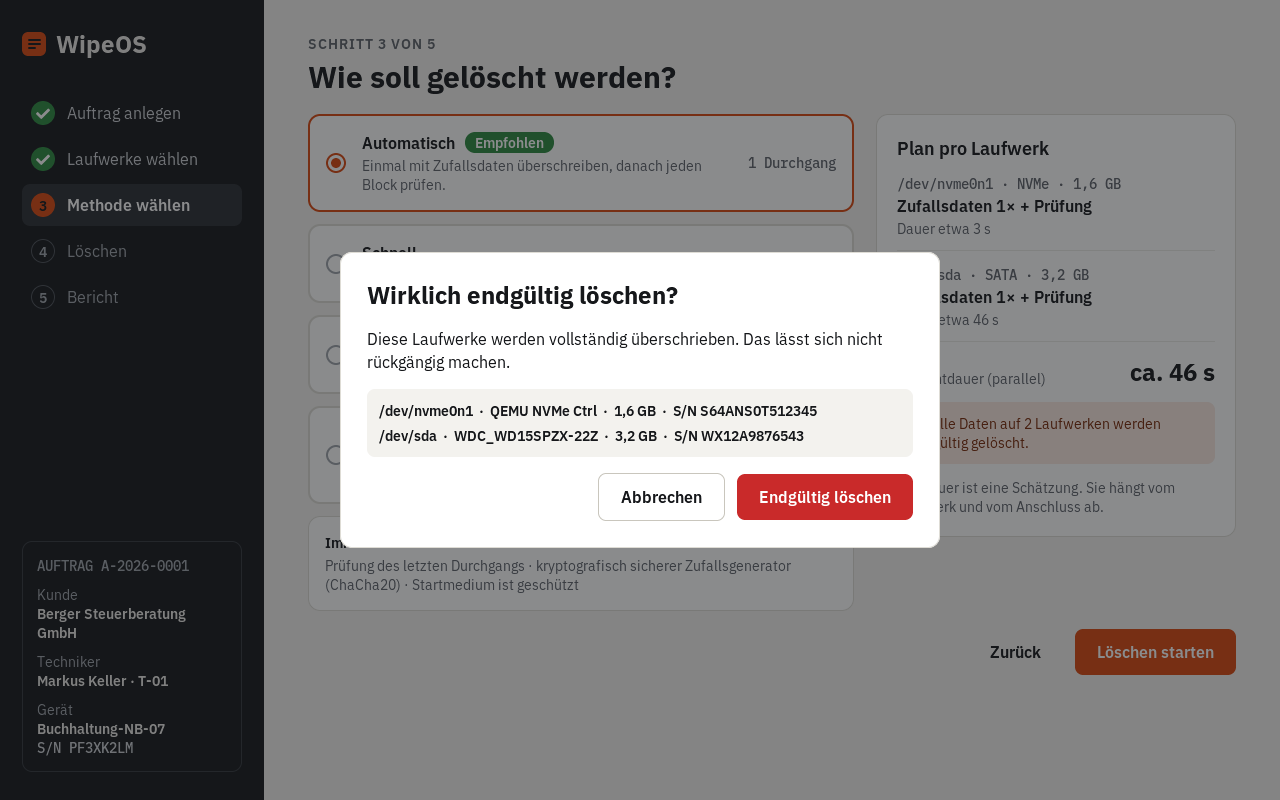 WipeOS
Auftrag anlegen
Laufwerke wählen
3 Methode wählen
4 Löschen
5 Bericht
AUFTRAG A-2026-0001
Kunde
Berger Steuerberatung
GmbH
Techniker
Markus Keller · T-01
Gerät
Buchhaltung-NB-07
S/N PF3XK2LM
SCHRITT 3 VON 5
Wie soll gelöscht werden?
Automatisch Empfohlen
Einmal mit Zufallsdaten überschreiben, danach jeden
Block prüfen.
1 Durchgang
Wirklich endgültig löschen?
Diese Laufwerke werden vollständig überschrieben. Das lässt sich nicht
rückgängig machen.
/dev/nvme0n1 · QEMU NVMe Ctrl · 1,6 GB · S/N S64ANS0T512345
/dev/sda · WDC_WD15SPZX-22Z · 3,2 GB · S/N WX12A9876543
Abbrechen
Endgültig löschen
Prüfung des letzten Durchgangs · kryptografisch sicherer Zufallsgenerator
(ChaCha20) · Startmedium ist geschützt
Plan pro Laufwerk
/dev/nvme0n1 · NVMe · 1,6 GB
Zufallsdaten 1× + Prüfung
Dauer etwa 3 s
sda · SATA · 3,2 GB
1× + Prüfung
etwa 46 s
(parallel)
ca. 46 s
Daten auf 2 Laufwerken werden
gelöscht.
ist eine Schätzung. Sie hängt vom
und vom Anschluss ab.
Zurück
Löschen starten